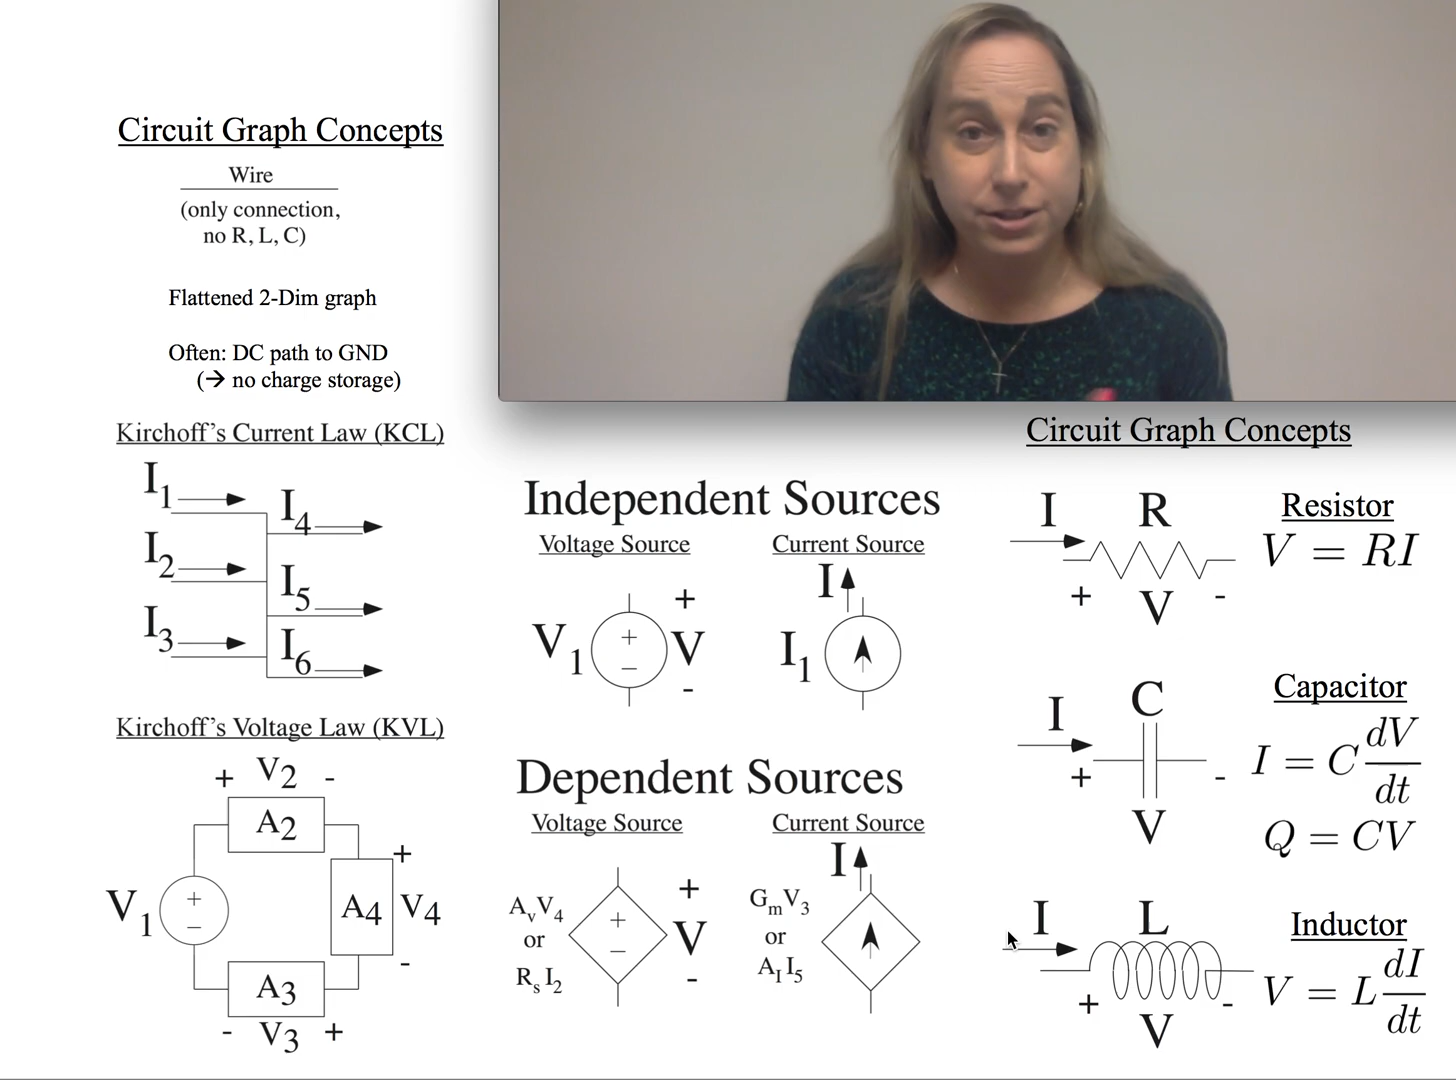 Circuit Graph Concepts
Wire
(only connection,
no R, L, C)
Flattened 2-Dim graph
Often: DC path to GND
(→ no charge storage)
Kirchoff's Current Law (KCL)
I₁
I₄
I₂
I₅
I₃
I₆
Kirchoff's Voltage Law (KVL)
+ V₂ -
A₂
+
V₁
+
−
A₄
V₄
-
A₃
- V₃ +
Independent Sources
Voltage Source
Current Source
I
+
V₁
+
−
V
I₁
-
Dependent Sources
Voltage Source
Current Source
I
AᵥV₄
or
RₛI₂
+
−
+
V
-
GₘV₃
or
A_I I₅
Circuit Graph Concepts
I R
Resistor
V = RI
+ V -
Capacitor
I C
I = C dV/dt
+ -
V
Q = CV
Inductor
I L
V = L dI/dt
+ -
V